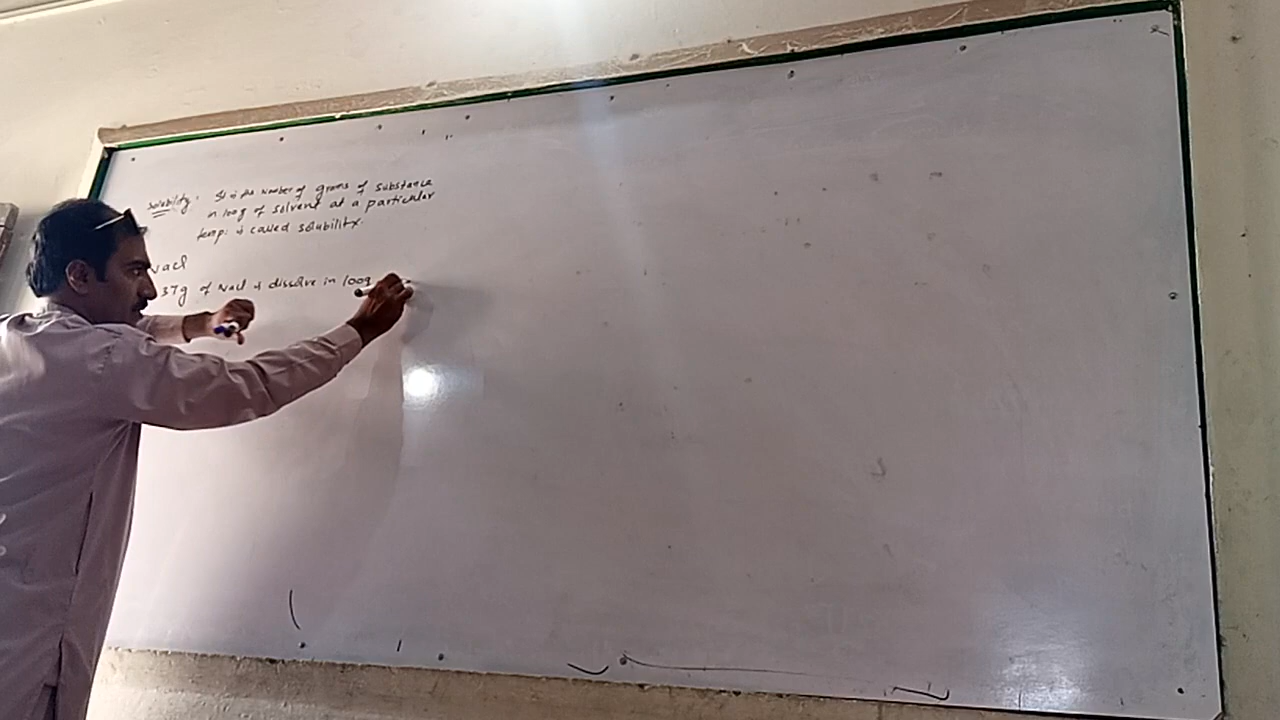 Solubility: It is the number of grams of substance
in 100g of solvent at a particular
temp: is called solubility.
Nacl
37g of Nacl is dissolve in 100g